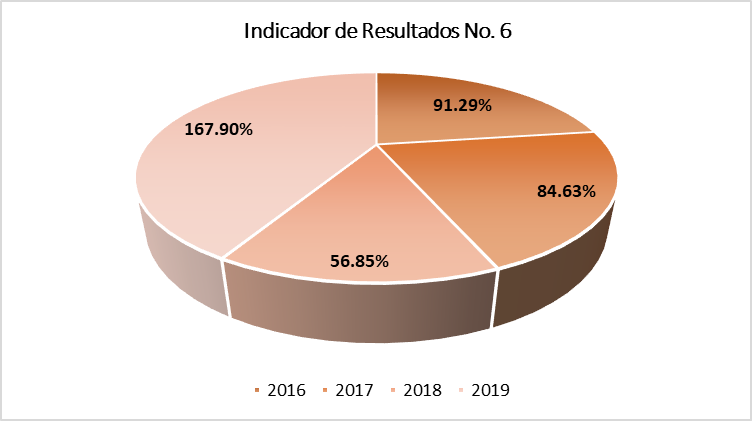 Indicador de Resultados No. 6
91.29%
167.90%
84.63%
56.85%
2016 2017 2018 2019